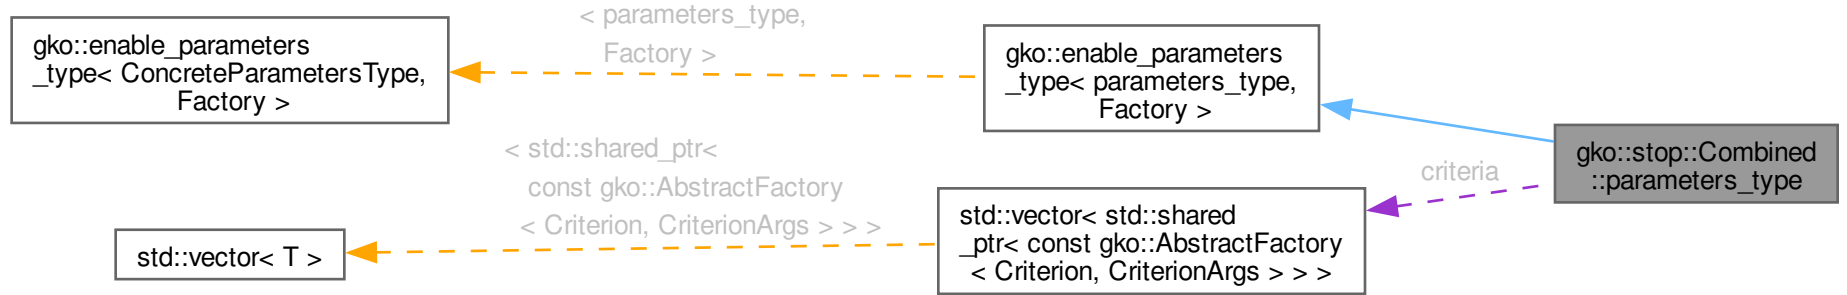 gko::enable_parameters
_type< ConcreteParametersType,
Factory >
< parameters_type,
Factory >
gko::enable_parameters
_type< parameters_type,
Factory >
gko::stop::Combined
::parameters_type
std::vector< T >
< std::shared_ptr<
const gko::AbstractFactory
< Criterion, CriterionArgs > > >
std::vector< std::shared
_ptr< const gko::AbstractFactory
< Criterion, CriterionArgs > > >
criteria